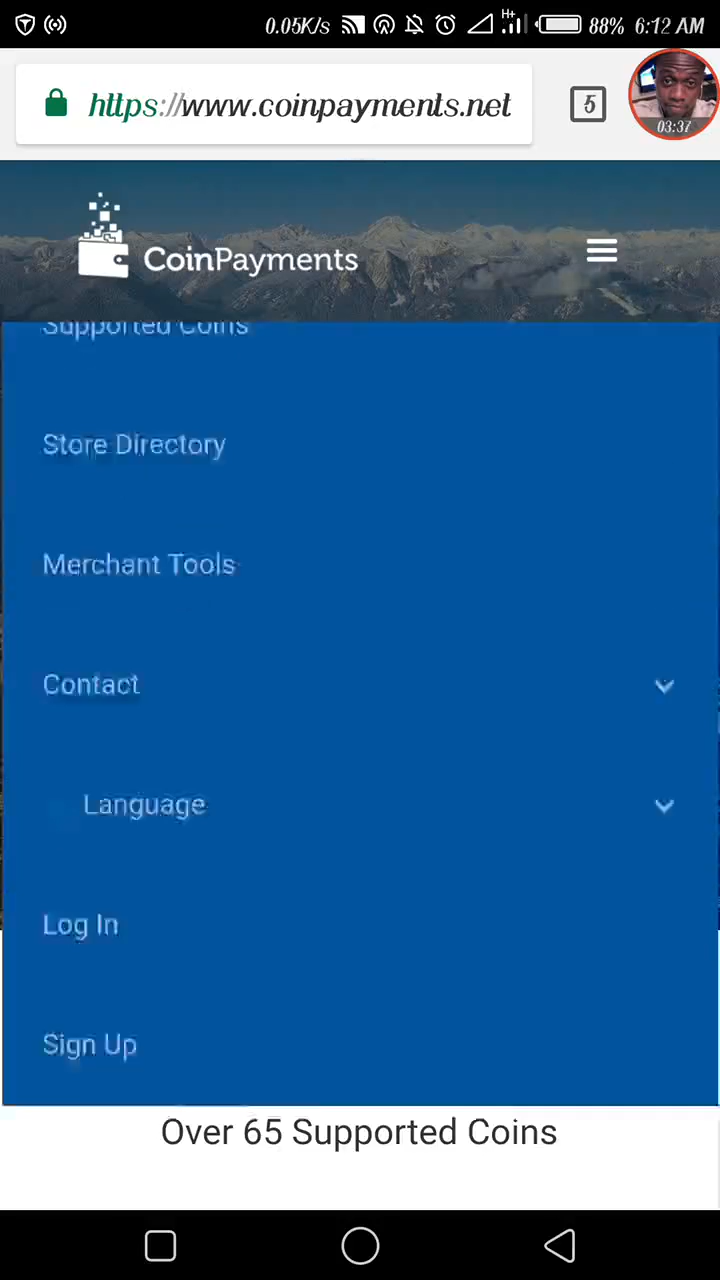 0.05K/s H+ 88% 6:12 AM
https://www.coinpayments.net 5
03:37
CoinPayments
Supported Coins
Store Directory
Merchant Tools
Contact
Language
Log In
Sign Up
Over 65 Supported Coins